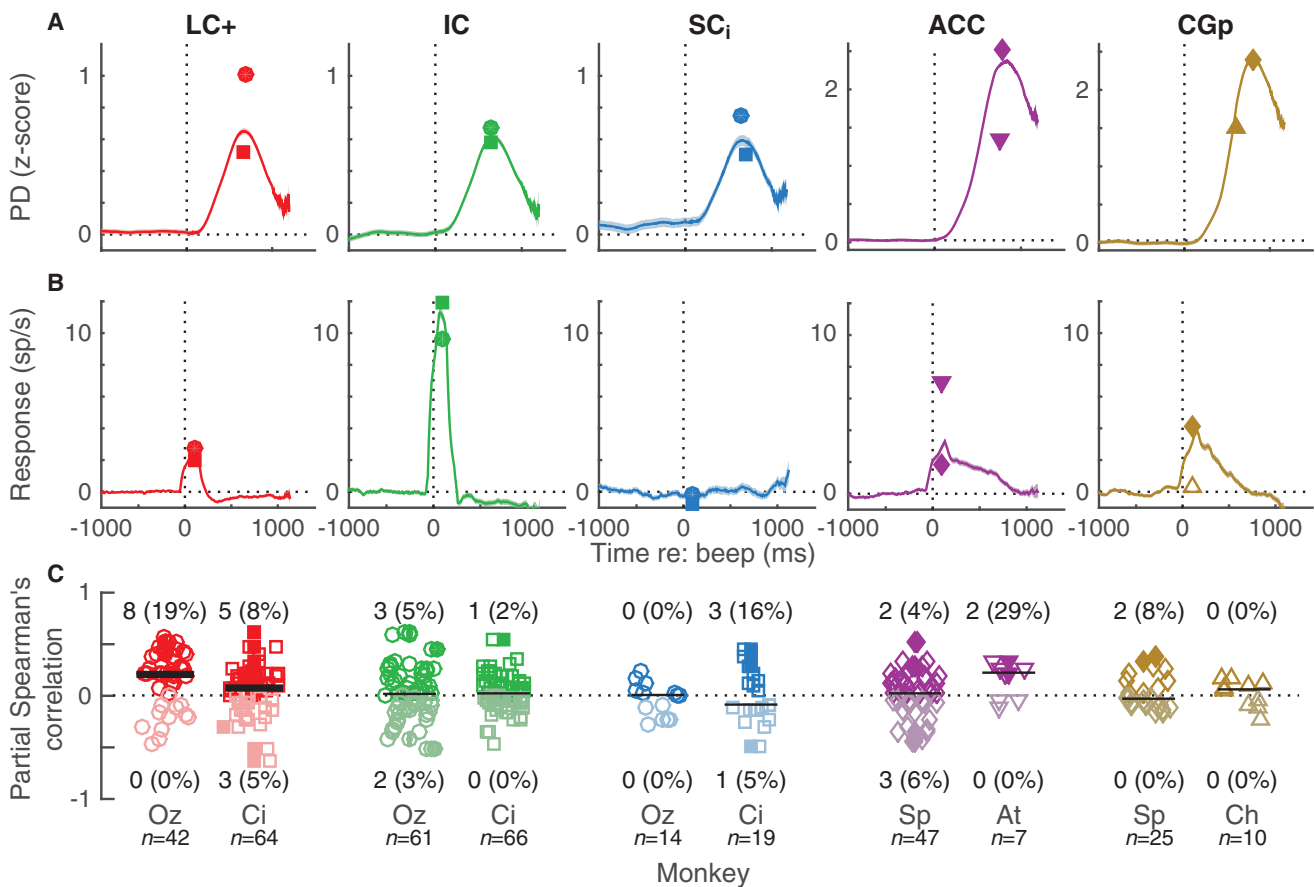 A
LC+
IC
SCi
ACC
CGp
PD (z-score)
1
0
1
0
1
0
2
0
2
0
B
Response (sp/s)
10
0
10
0
10
0
10
0
10
0
-1000 0 1000
-1000 0 1000
-1000 0 1000
-1000 0 1000
-1000 0 1000
Time re: beep (ms)
C
Partial Spearman's
correlation
1
0
-1
8 (19%) 5 (8%) 3 (5%) 1 (2%) 0 (0%) 3 (16%) 2 (4%) 2 (29%) 2 (8%) 0 (0%)
0 (0%) 3 (5%) 2 (3%) 0 (0%) 0 (0%) 1 (5%) 3 (6%) 0 (0%) 0 (0%) 0 (0%)
Oz Ci Oz Ci Oz Ci Sp At Sp Ch
n=42 n=64 n=61 n=66 n=14 n=19 n=47 n=7 n=25 n=10
Monkey